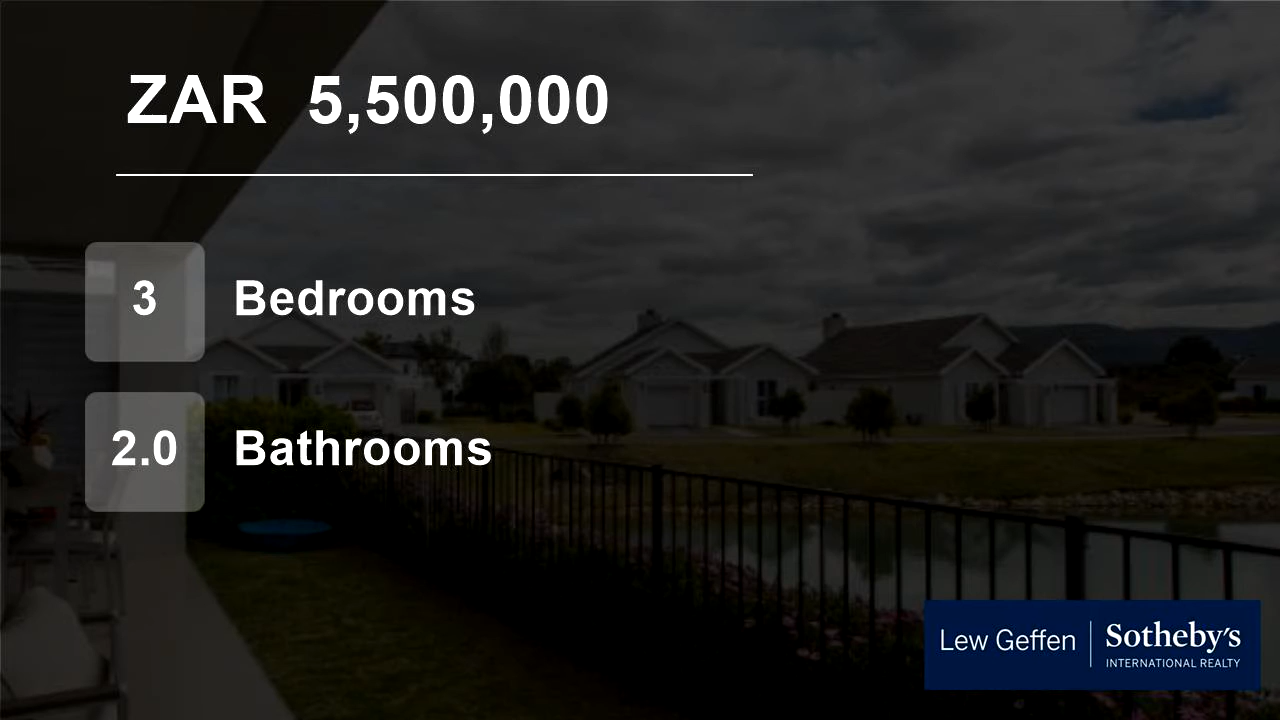 ZAR 5,500,000
3 Bedrooms
2.0 Bathrooms
Lew Geffen | Sotheby's
INTERNATIONAL REALTY